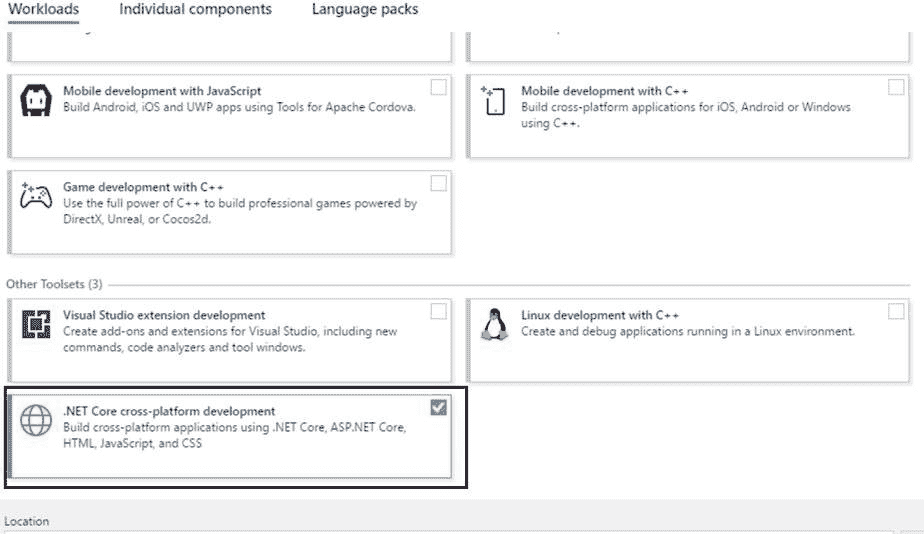 Workloads Individual components Language packs
Mobile development with JavaScript
Build Android, iOS and UWP apps using Tools for Apache Cordova.
Mobile development with C++
Build cross-platform applications for iOS, Android or Windows
using C++.
Game development with C++
Use the full power of C++ to build professional games powered by
DirectX, Unreal, or Cocos2d.
Other Toolsets (3)
Visual Studio extension development
Create add-ons and extensions for Visual Studio, including new
commands, code analyzers and tool windows.
Linux development with C++
Create and debug applications running in a Linux environment.
.NET Core cross-platform development
Build cross-platform applications using .NET Core, ASP.NET Core,
HTML, JavaScript, and CSS
Location